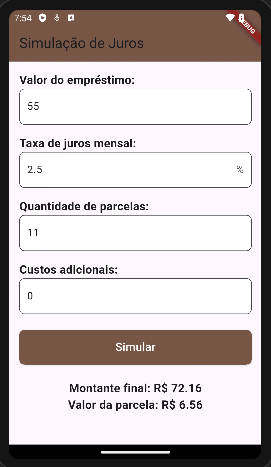 7:54
DEBUG
Simulação de Juros
Valor do empréstimo:
55
Taxa de juros mensal:
2.5 %
Quantidade de parcelas:
11
Custos adicionais:
0
Simular
Montante final: R$ 72.16
Valor da parcela: R$ 6.56